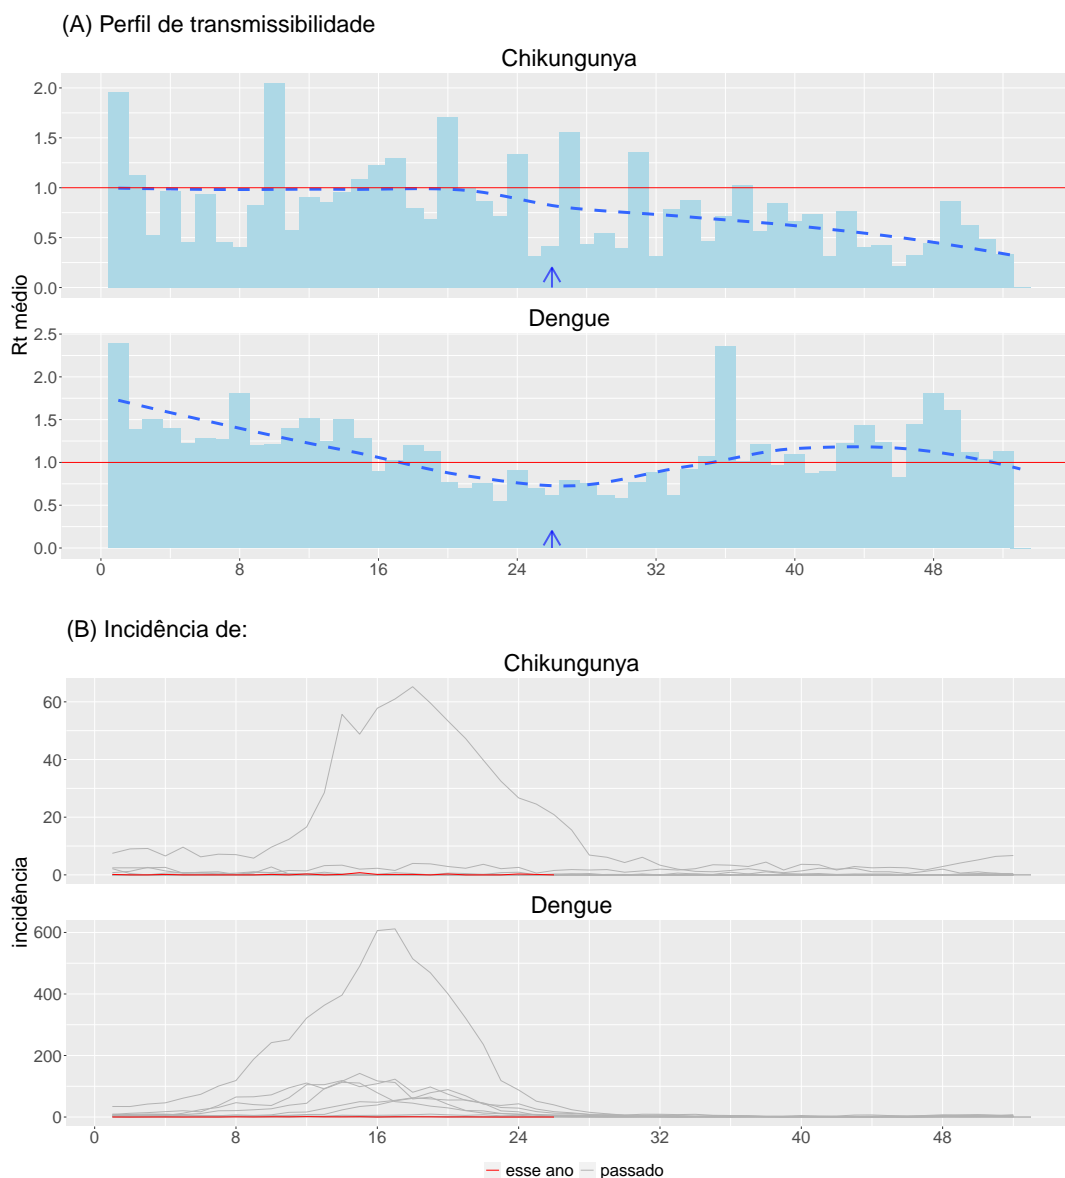 (A) Perfil de transmissibilidade
Chikungunya
2.0
1.5
1.0
0.5
0.0
Rt médio
Dengue
2.5
2.0
1.5
1.0
0.5
0.0
0 8 16 24 32 40 48
(B) Incidência de:
Chikungunya
60
40
20
0
incidência
Dengue
600
400
200
0
0 8 16 24 32 40 48
esse ano passado